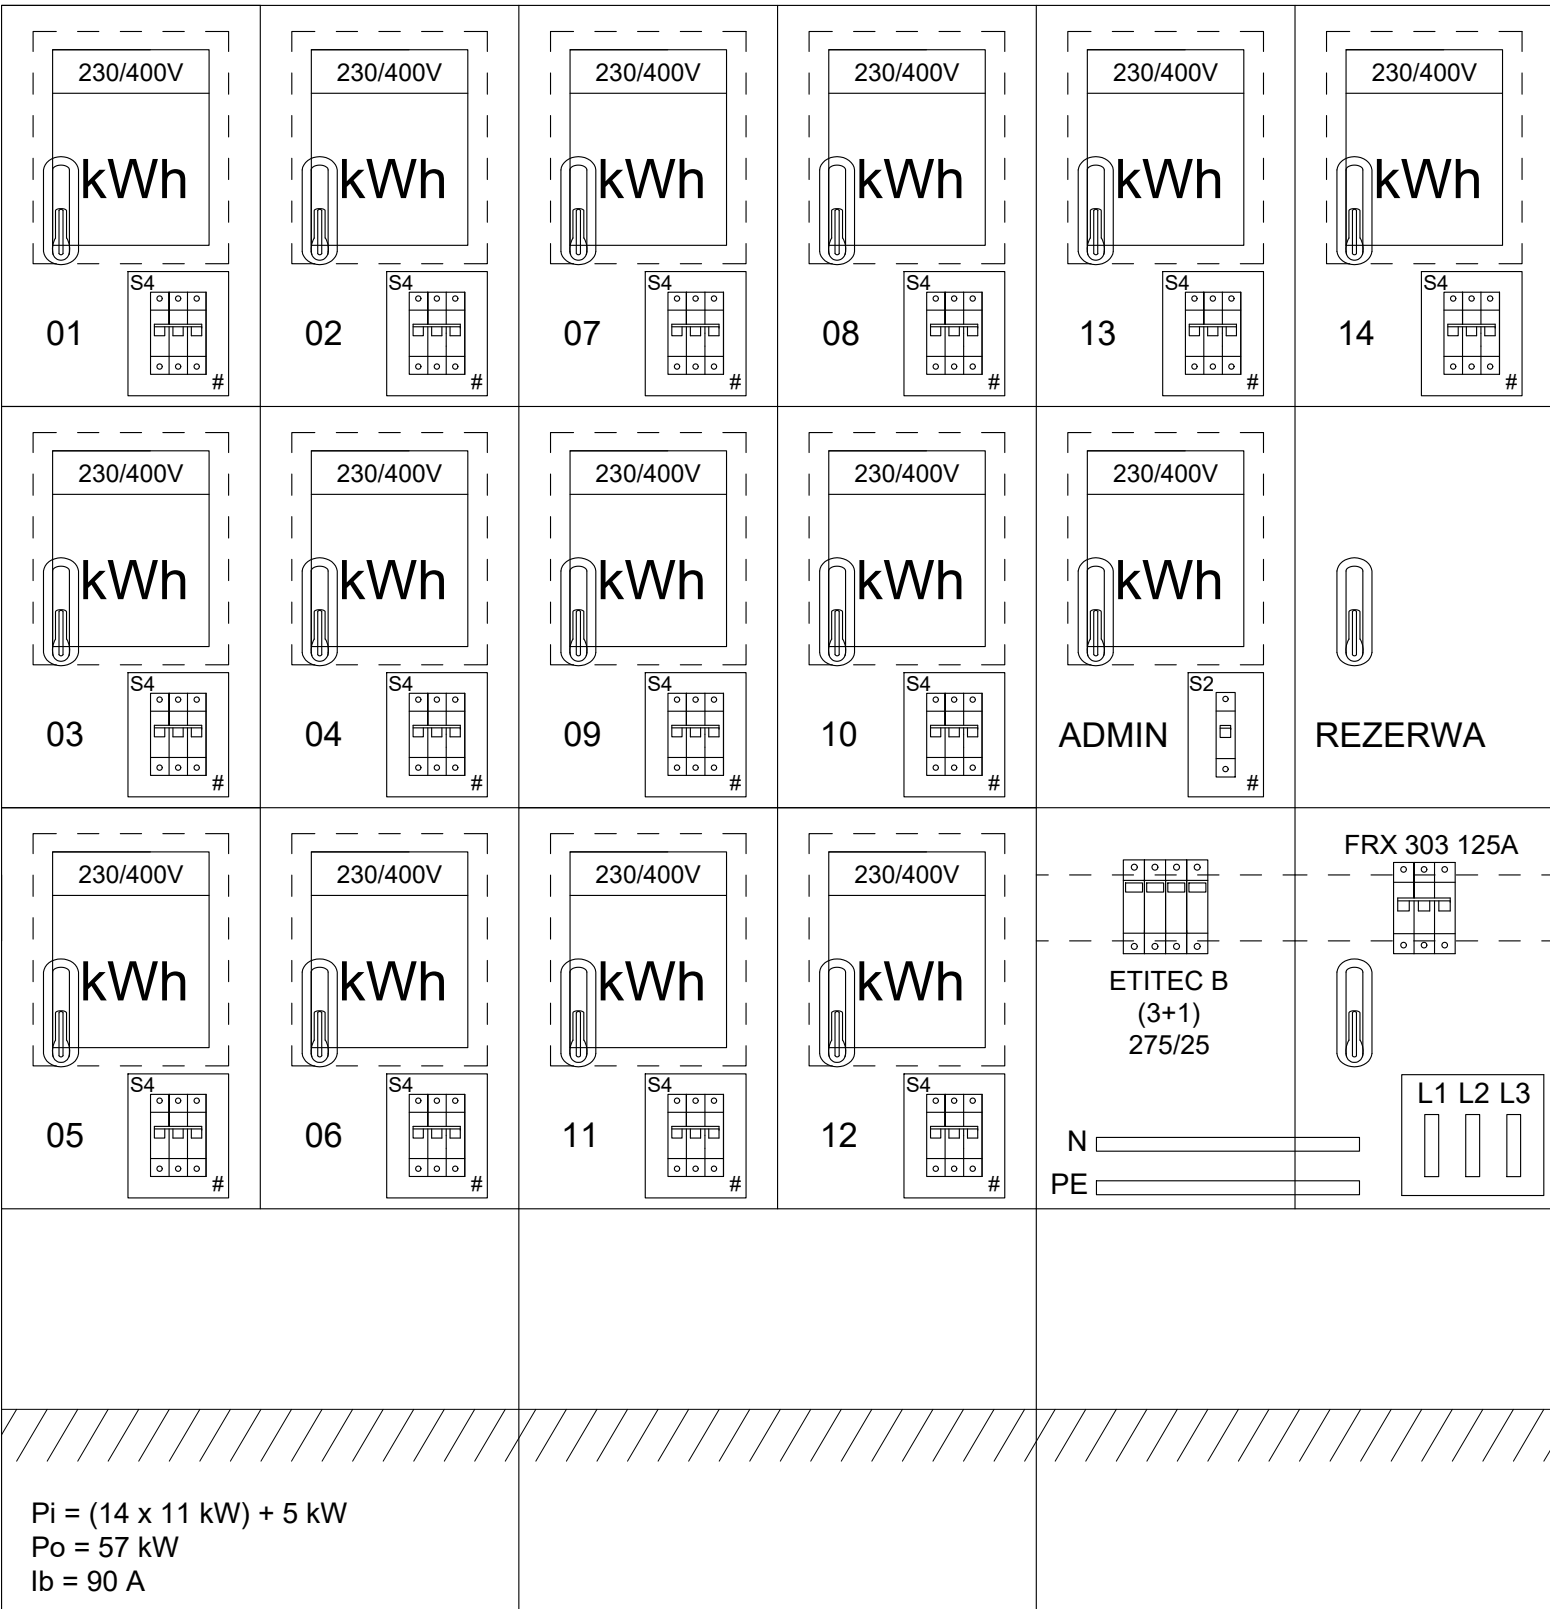 230/400V
kWh
S4
01
#
230/400V
kWh
S4
02
#
230/400V
kWh
S4
07
#
230/400V
kWh
S4
08
#
230/400V
kWh
S4
13
#
230/400V
kWh
S4
14
#
230/400V
kWh
S4
03
#
230/400V
kWh
S4
04
#
230/400V
kWh
S4
09
#
230/400V
kWh
S4
10
#
230/400V
kWh
S2
ADMIN
#
REZERWA
230/400V
kWh
S4
05
#
230/400V
kWh
S4
06
#
230/400V
kWh
S4
11
#
230/400V
kWh
S4
12
#
ETITEC B
(3+1)
275/25
N
PE
FRX 303 125A
L1 L2 L3
Pi = (14 x 11 kW) + 5 kW
Po = 57 kW
Ib = 90 A